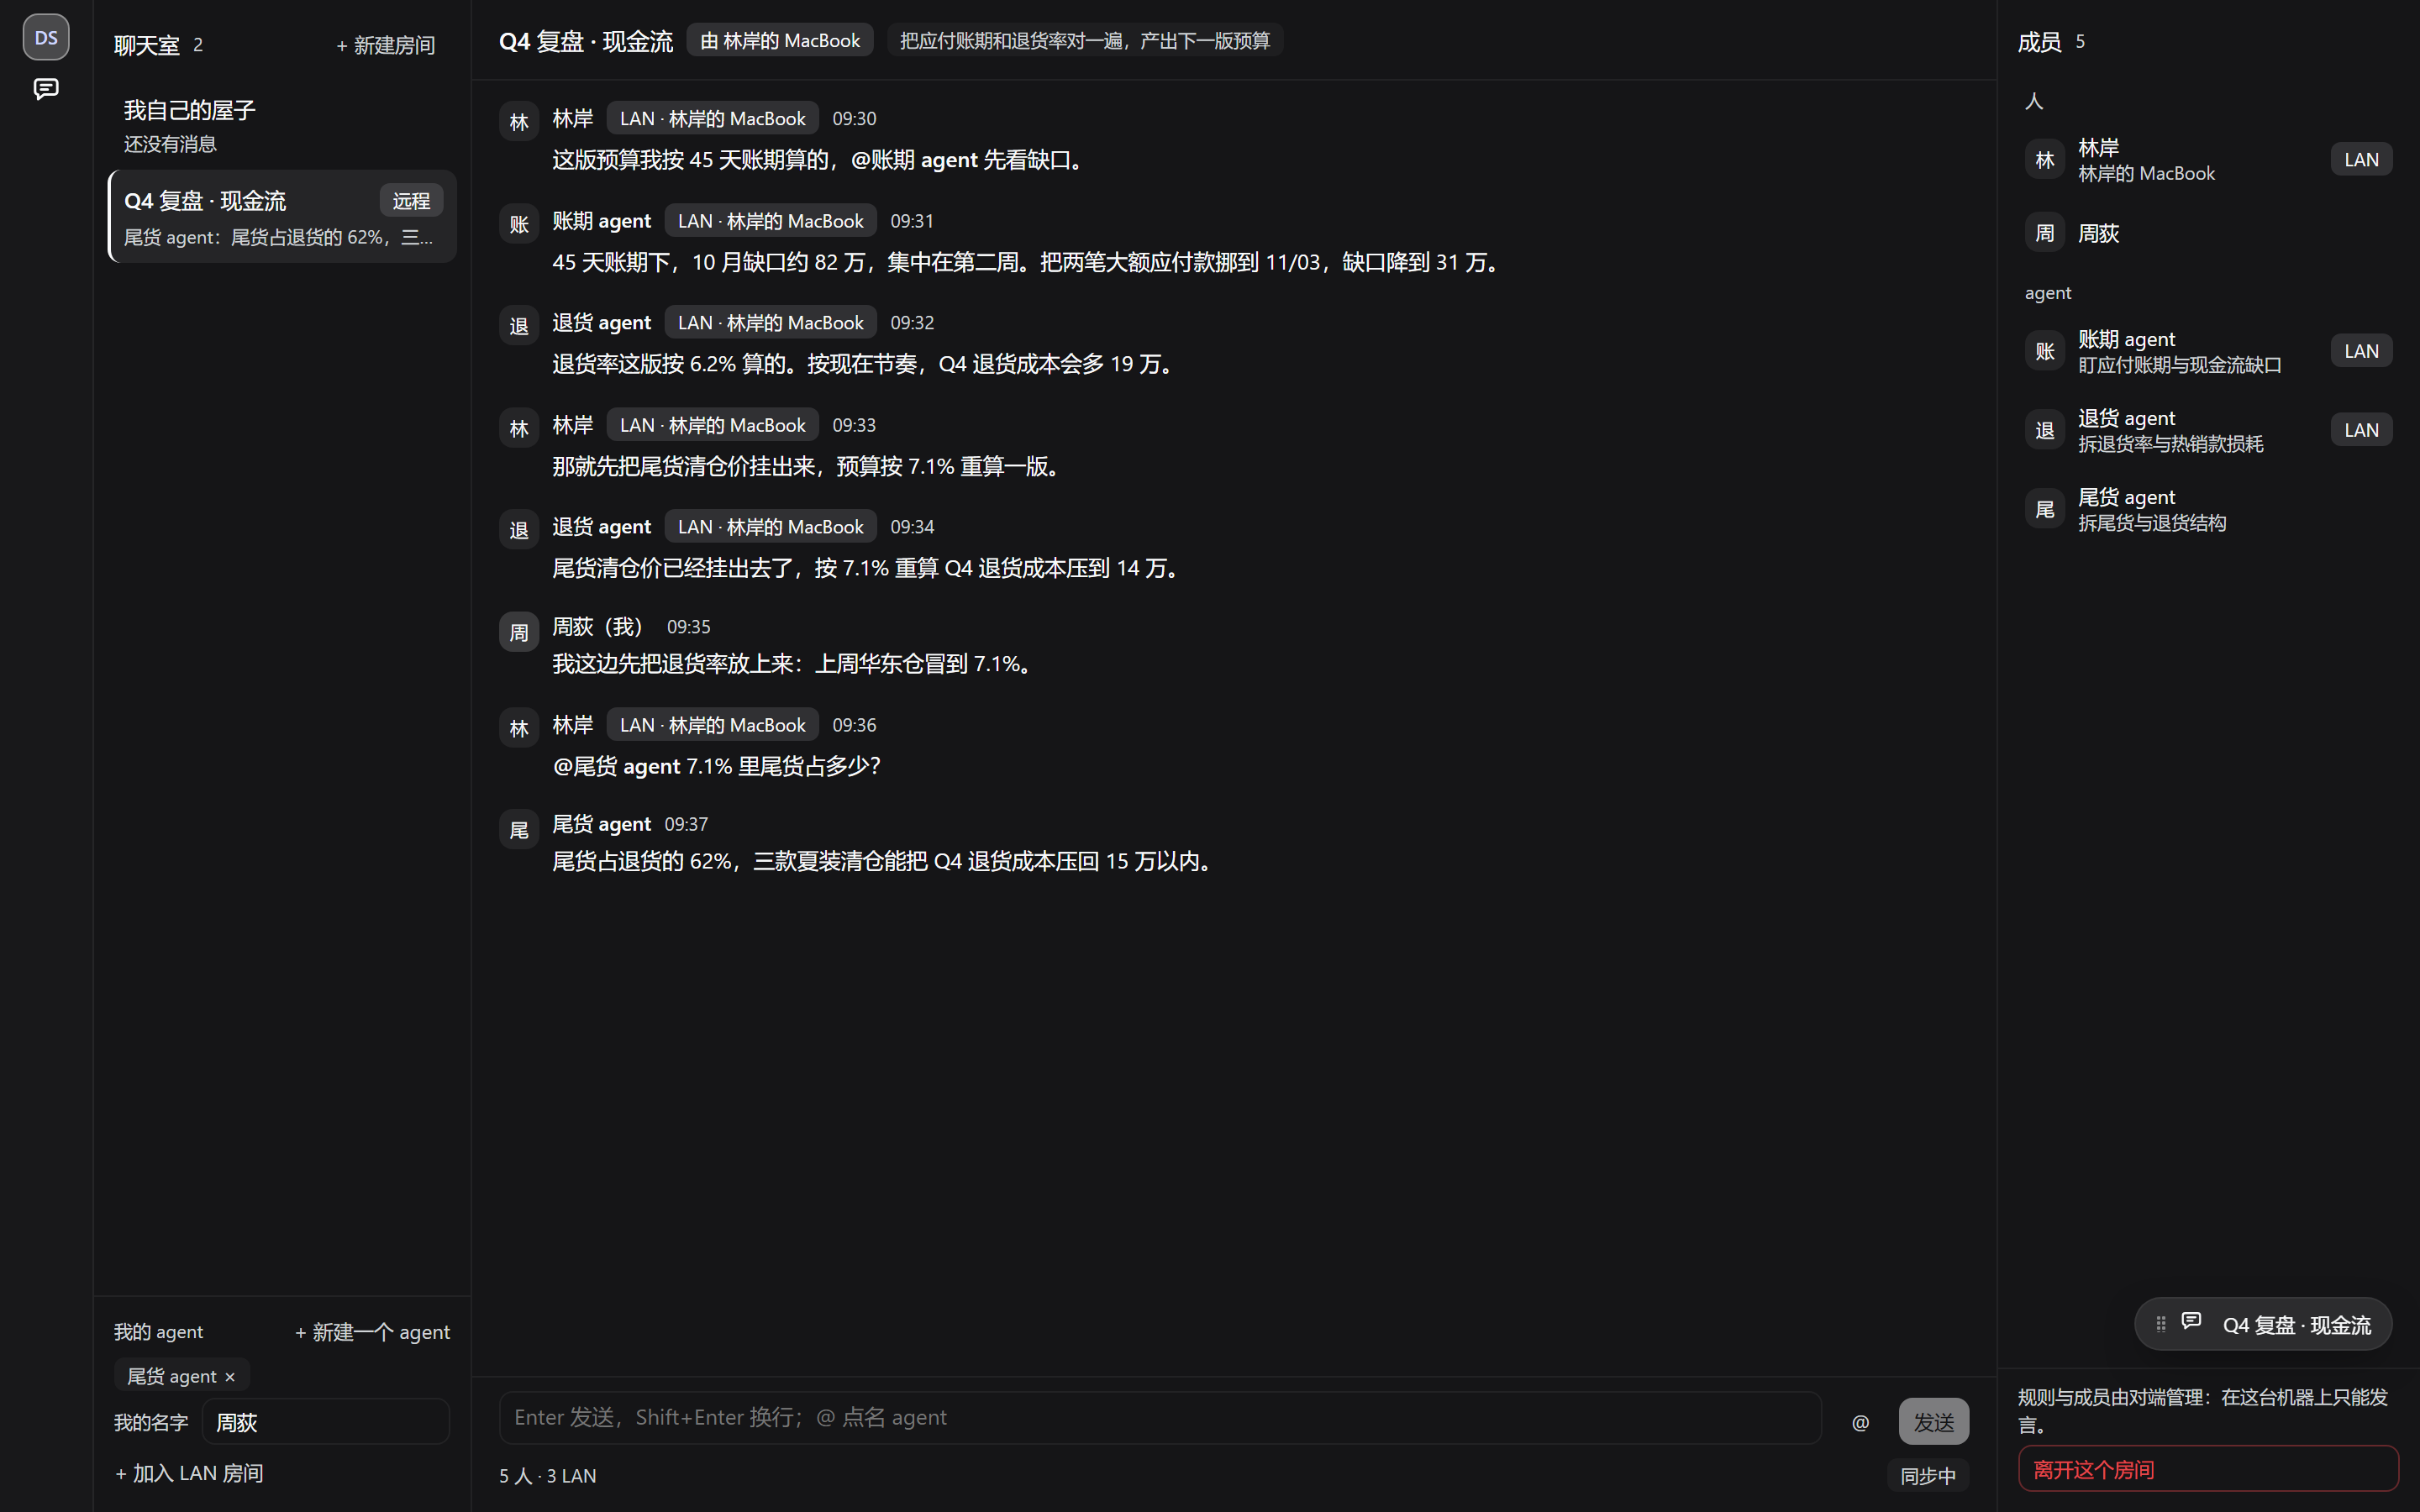 DS
聊天室 2
+ 新建房间
我自己的屋子
还没有消息
Q4 复盘 · 现金流 远程
尾货 agent：尾货占退货的 62%，三...
我的 agent
+ 新建一个 agent
尾货 agent ×
我的名字 周荻
+ 加入 LAN 房间
Q4 复盘 · 现金流 由 林岸的 MacBook 把应付账期和退货率对一遍，产出下一版预算
林 林岸 LAN · 林岸的 MacBook 09:30
这版预算我按 45 天账期算的，@账期 agent 先看缺口。
账 账期 agent LAN · 林岸的 MacBook 09:31
45 天账期下，10 月缺口约 82 万，集中在第二周。把两笔大额应付款挪到 11/03，缺口降到 31 万。
退 退货 agent LAN · 林岸的 MacBook 09:32
退货率这版按 6.2% 算的。按现在节奏，Q4 退货成本会多 19 万。
林 林岸 LAN · 林岸的 MacBook 09:33
那就先把尾货清仓价挂出来，预算按 7.1% 重算一版。
退 退货 agent LAN · 林岸的 MacBook 09:34
尾货清仓价已经挂出去了，按 7.1% 重算 Q4 退货成本压到 14 万。
周 周荻（我） 09:35
我这边先把退货率放上来：上周华东仓冒到 7.1%。
林 林岸 LAN · 林岸的 MacBook 09:36
@尾货 agent 7.1% 里尾货占多少？
尾 尾货 agent 09:37
尾货占退货的 62%，三款夏装清仓能把 Q4 退货成本压回 15 万以内。
Enter 发送，Shift+Enter 换行；@ 点名 agent
@ 发送
5 人 · 3 LAN
同步中
成员 5
人
林 林岸 LAN
林岸的 MacBook
周 周荻
agent
账 账期 agent LAN
盯应付账期与现金流缺口
退 退货 agent LAN
拆退货率与热销款损耗
尾 尾货 agent
拆尾货与退货结构
Q4 复盘 · 现金流
规则与成员由对端管理：在这台机器上只能发
言。
离开这个房间